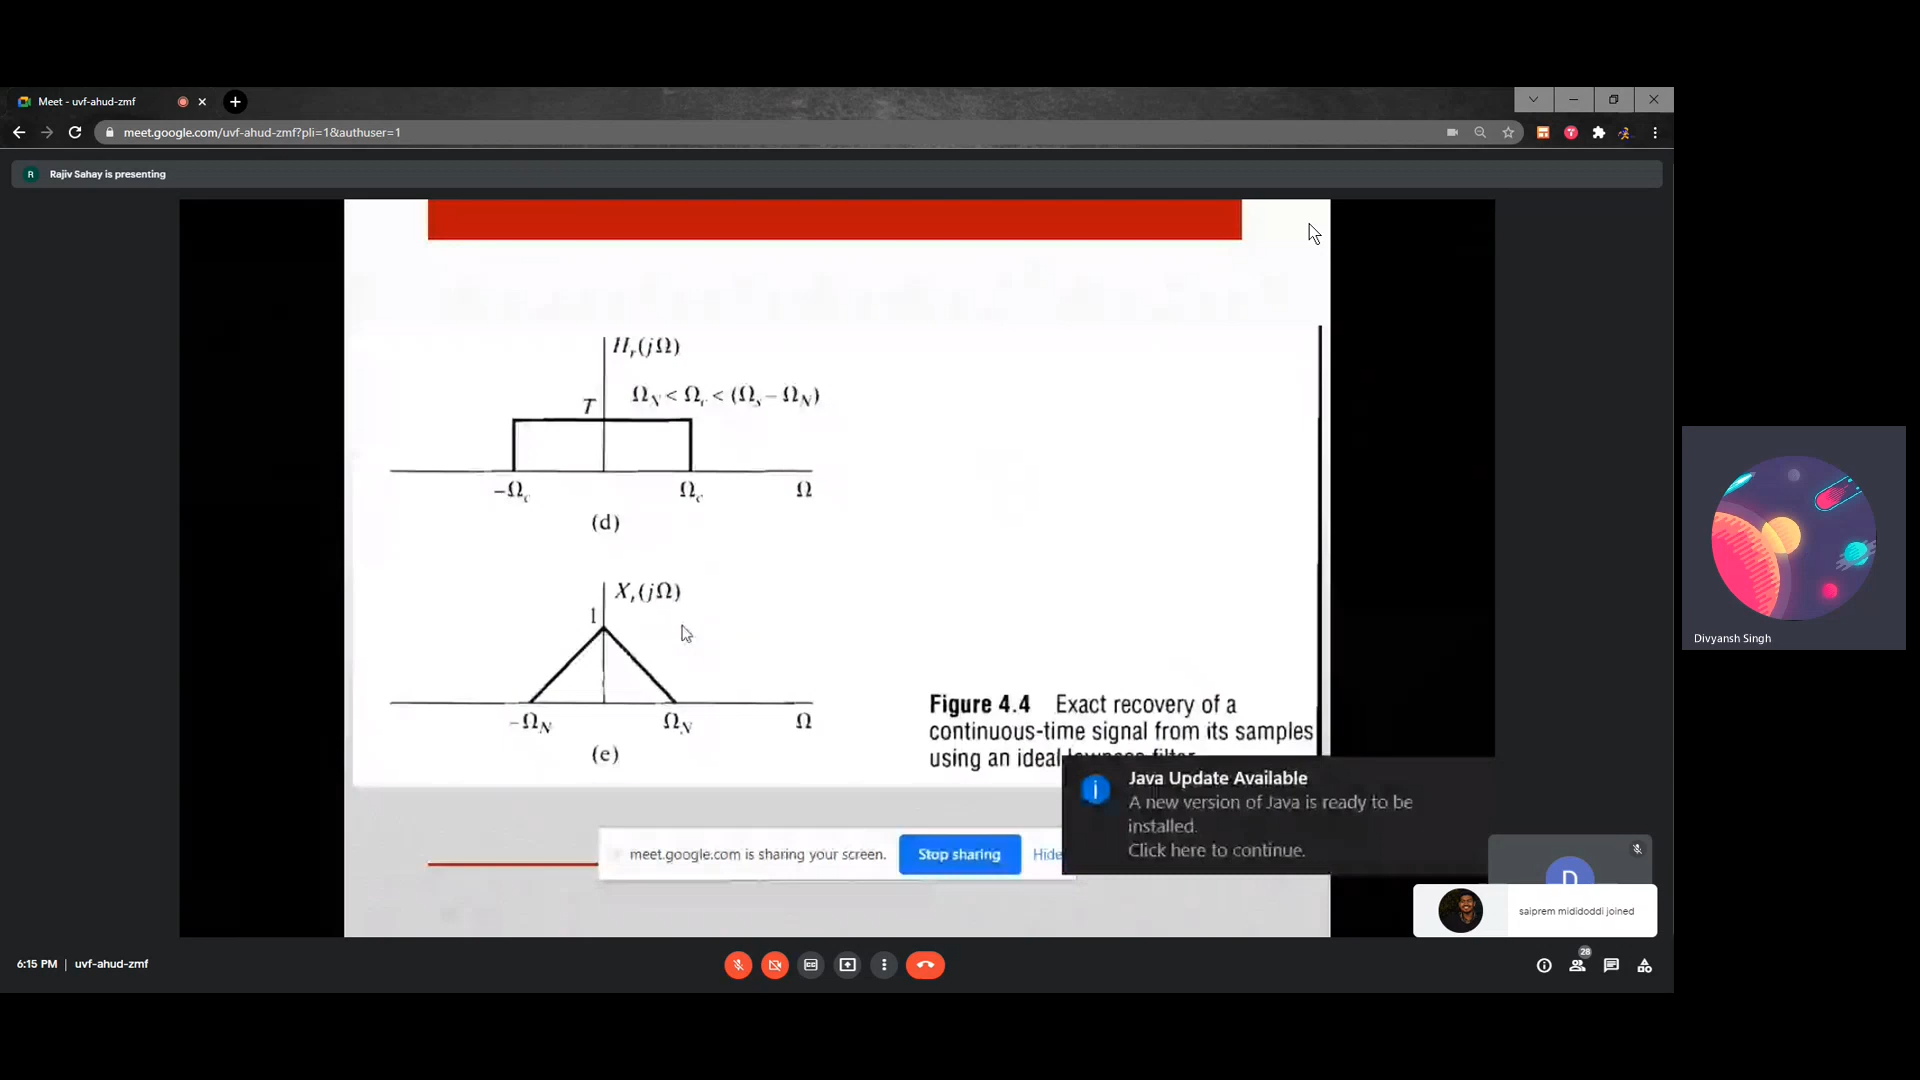 Meet - uvf-ahud-zmf
meet.google.com/uvf-ahud-zmf?pli=1&authuser=1
R Rajiv Sahay is presenting
H_r(jΩ)
T Ω_N < Ω_c < (Ω_s – Ω_N)
–Ω_c Ω_c Ω
(d)
X_r(jΩ)
1
–Ω_N Ω_N Ω
(e)
Figure 4.4 Exact recovery of a
continuous-time signal from its samples
using an ideal
Java Update Available
A new version of Java is ready to be
installed.
Click here to continue.
meet.google.com is sharing your screen. Stop sharing Hide
D
saiprem mididoddi joined
Divyansh Singh
6:15 PM | uvf-ahud-zmf
28